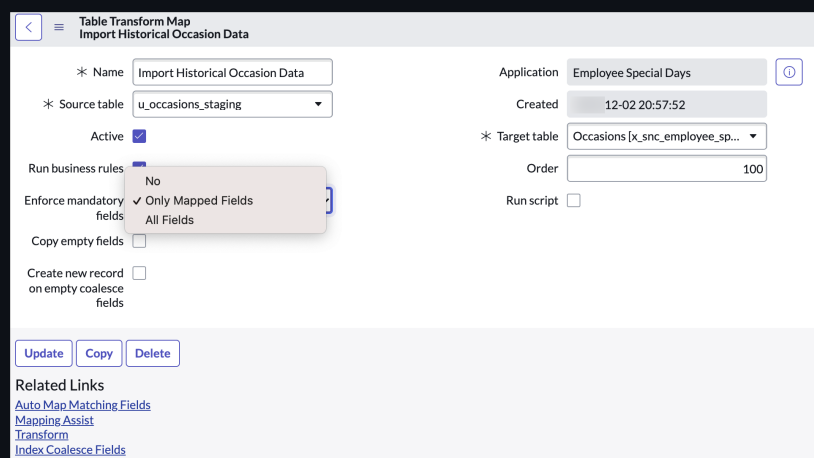 Table Transform Map
Import Historical Occasion Data
Name
Import Historical Occasion Data
Source table
u_occasions_staging
Active
Run business rules
Enforce mandatory
fields
No
✓ Only Mapped Fields
All Fields
Copy empty fields
Create new record
on empty coalesce
fields
Application
Employee Special Days
Created
12-02 20:57:52
Target table
Occasions [x_snc_employee_sp...
Order
100
Run script
Update
Copy
Delete
Related Links
Auto Map Matching Fields
Mapping Assist
Transform
Index Coalesce Fields